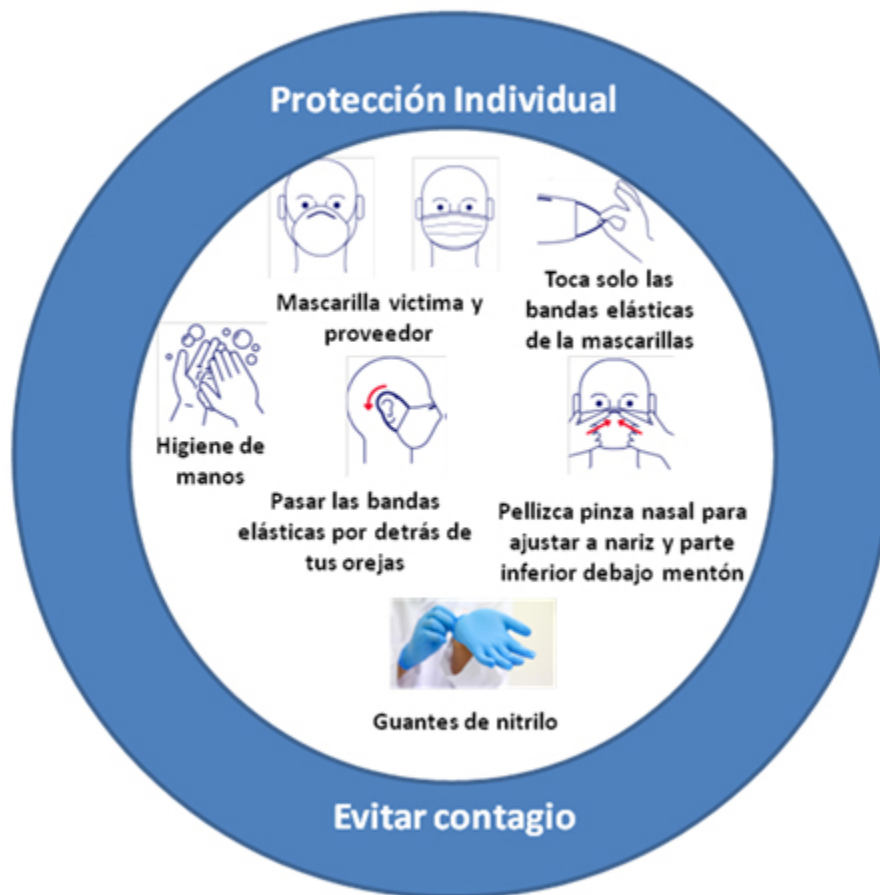 Protección Individual
Mascarilla victima y
proveedor
Toca solo las
bandas elásticas
de la mascarillas
Higiene de
manos
Pasar las bandas
elásticas por detrás de
tus orejas
Pellizca pinza nasal para
ajustar a nariz y parte
inferior debajo mentón
Guantes de nitrilo
Evitar contagio